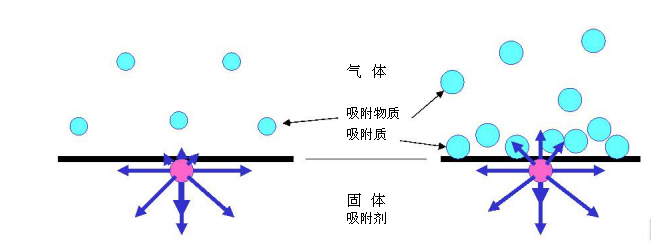 气 体
吸附物质
吸附质
固 体
吸附剂